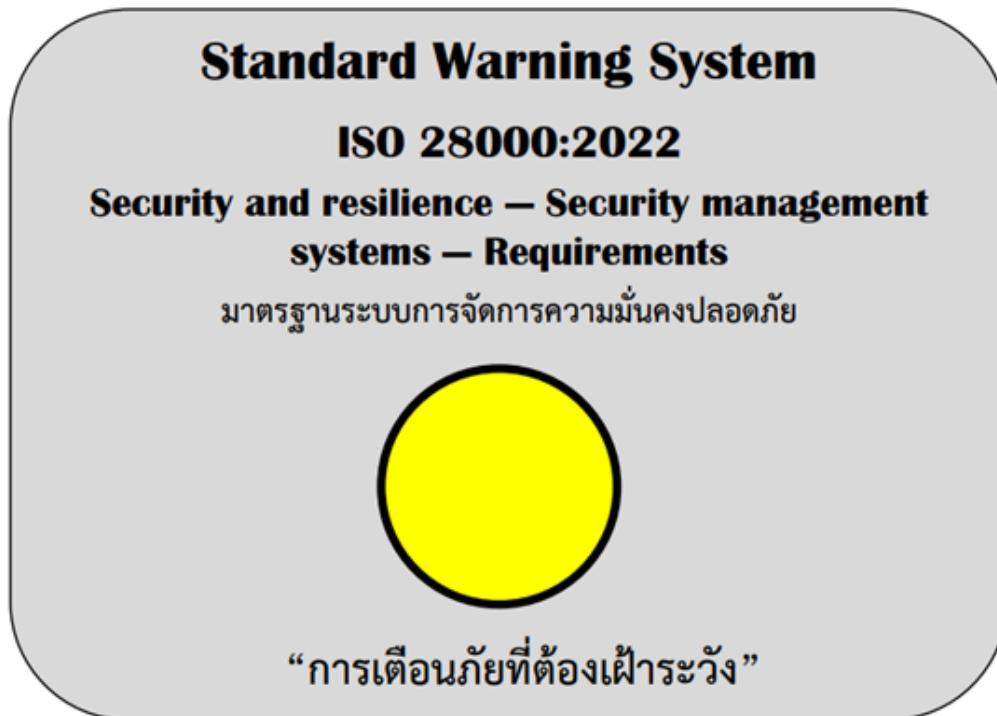 Standard Warning System
ISO 28000:2022
Security and resilience — Security management
systems — Requirements
มาตรฐานระบบการจัดการความมั่นคงปลอดภัย
“การเตือนภัยที่ต้องเฝ้าระวัง”